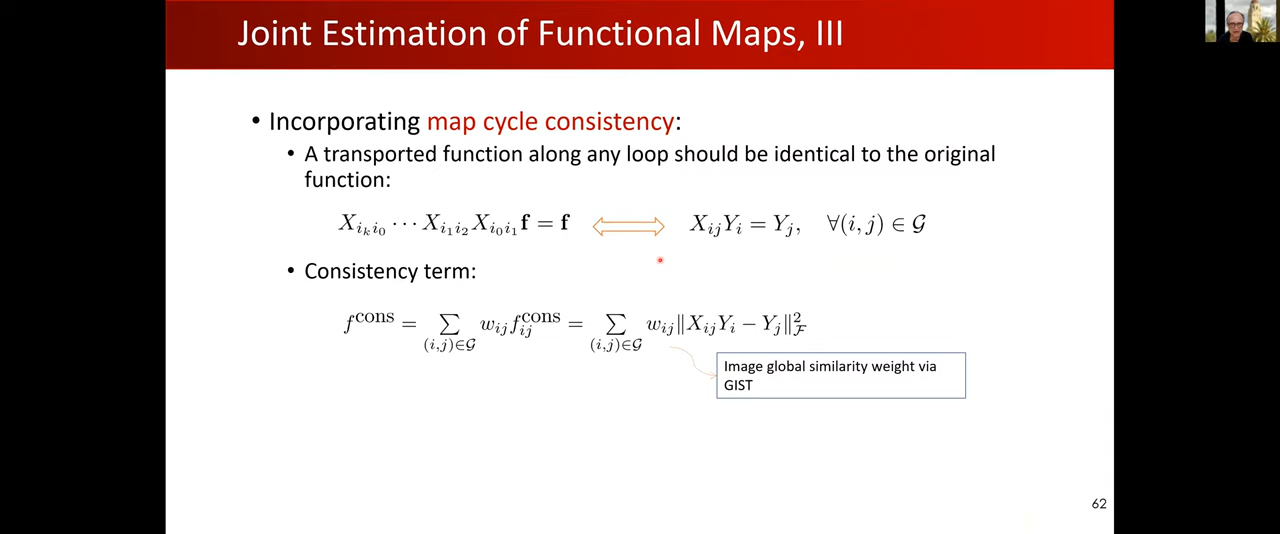 Joint Estimation of Functional Maps, III
• Incorporating map cycle consistency:
• A transported function along any loop should be identical to the original
function:
X_{i_k i_0} ⋯ X_{i_1 i_2} X_{i_0 i_1} f = f ⟺ X_{ij} Y_i = Y_j, ∀(i, j) ∈ 𝒢
• Consistency term:
f^{cons} = ∑_{(i,j)∈𝒢} w_{ij} f_{ij}^{cons} = ∑_{(i,j)∈𝒢} w_{ij} ‖X_{ij} Y_i − Y_j‖_ℱ^2
Image global similarity weight via
GIST
62